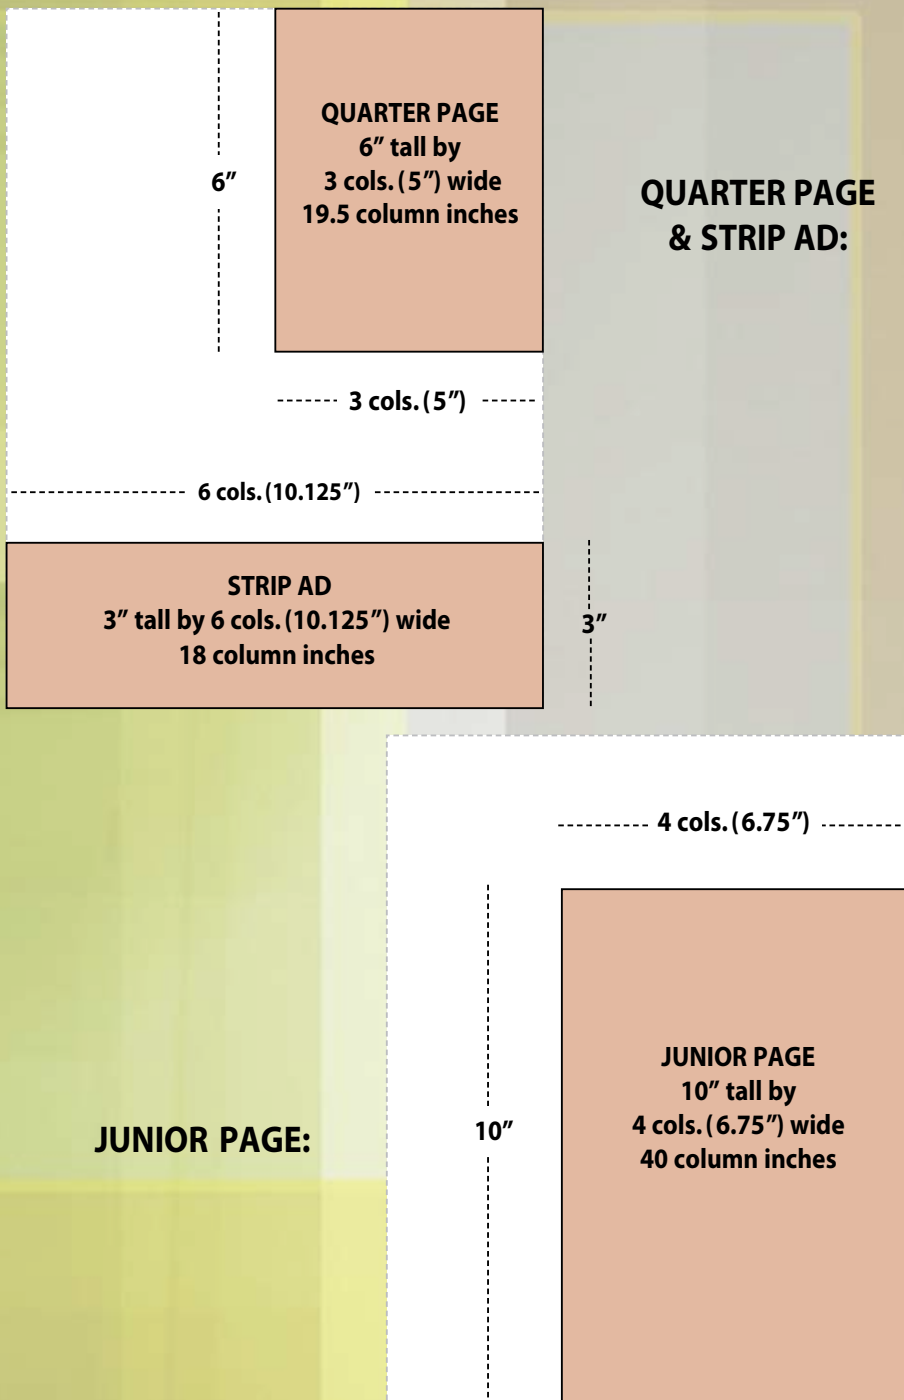 QUARTER PAGE
6″ tall by
3 cols. (5″) wide
19.5 column inches
6″
QUARTER PAGE
& STRIP AD:
3 cols. (5″)
6 cols. (10.125″)
STRIP AD
3″ tall by 6 cols. (10.125″) wide
18 column inches
3″
4 cols. (6.75″)
JUNIOR PAGE
10″ tall by
4 cols. (6.75″) wide
40 column inches
10″
JUNIOR PAGE: